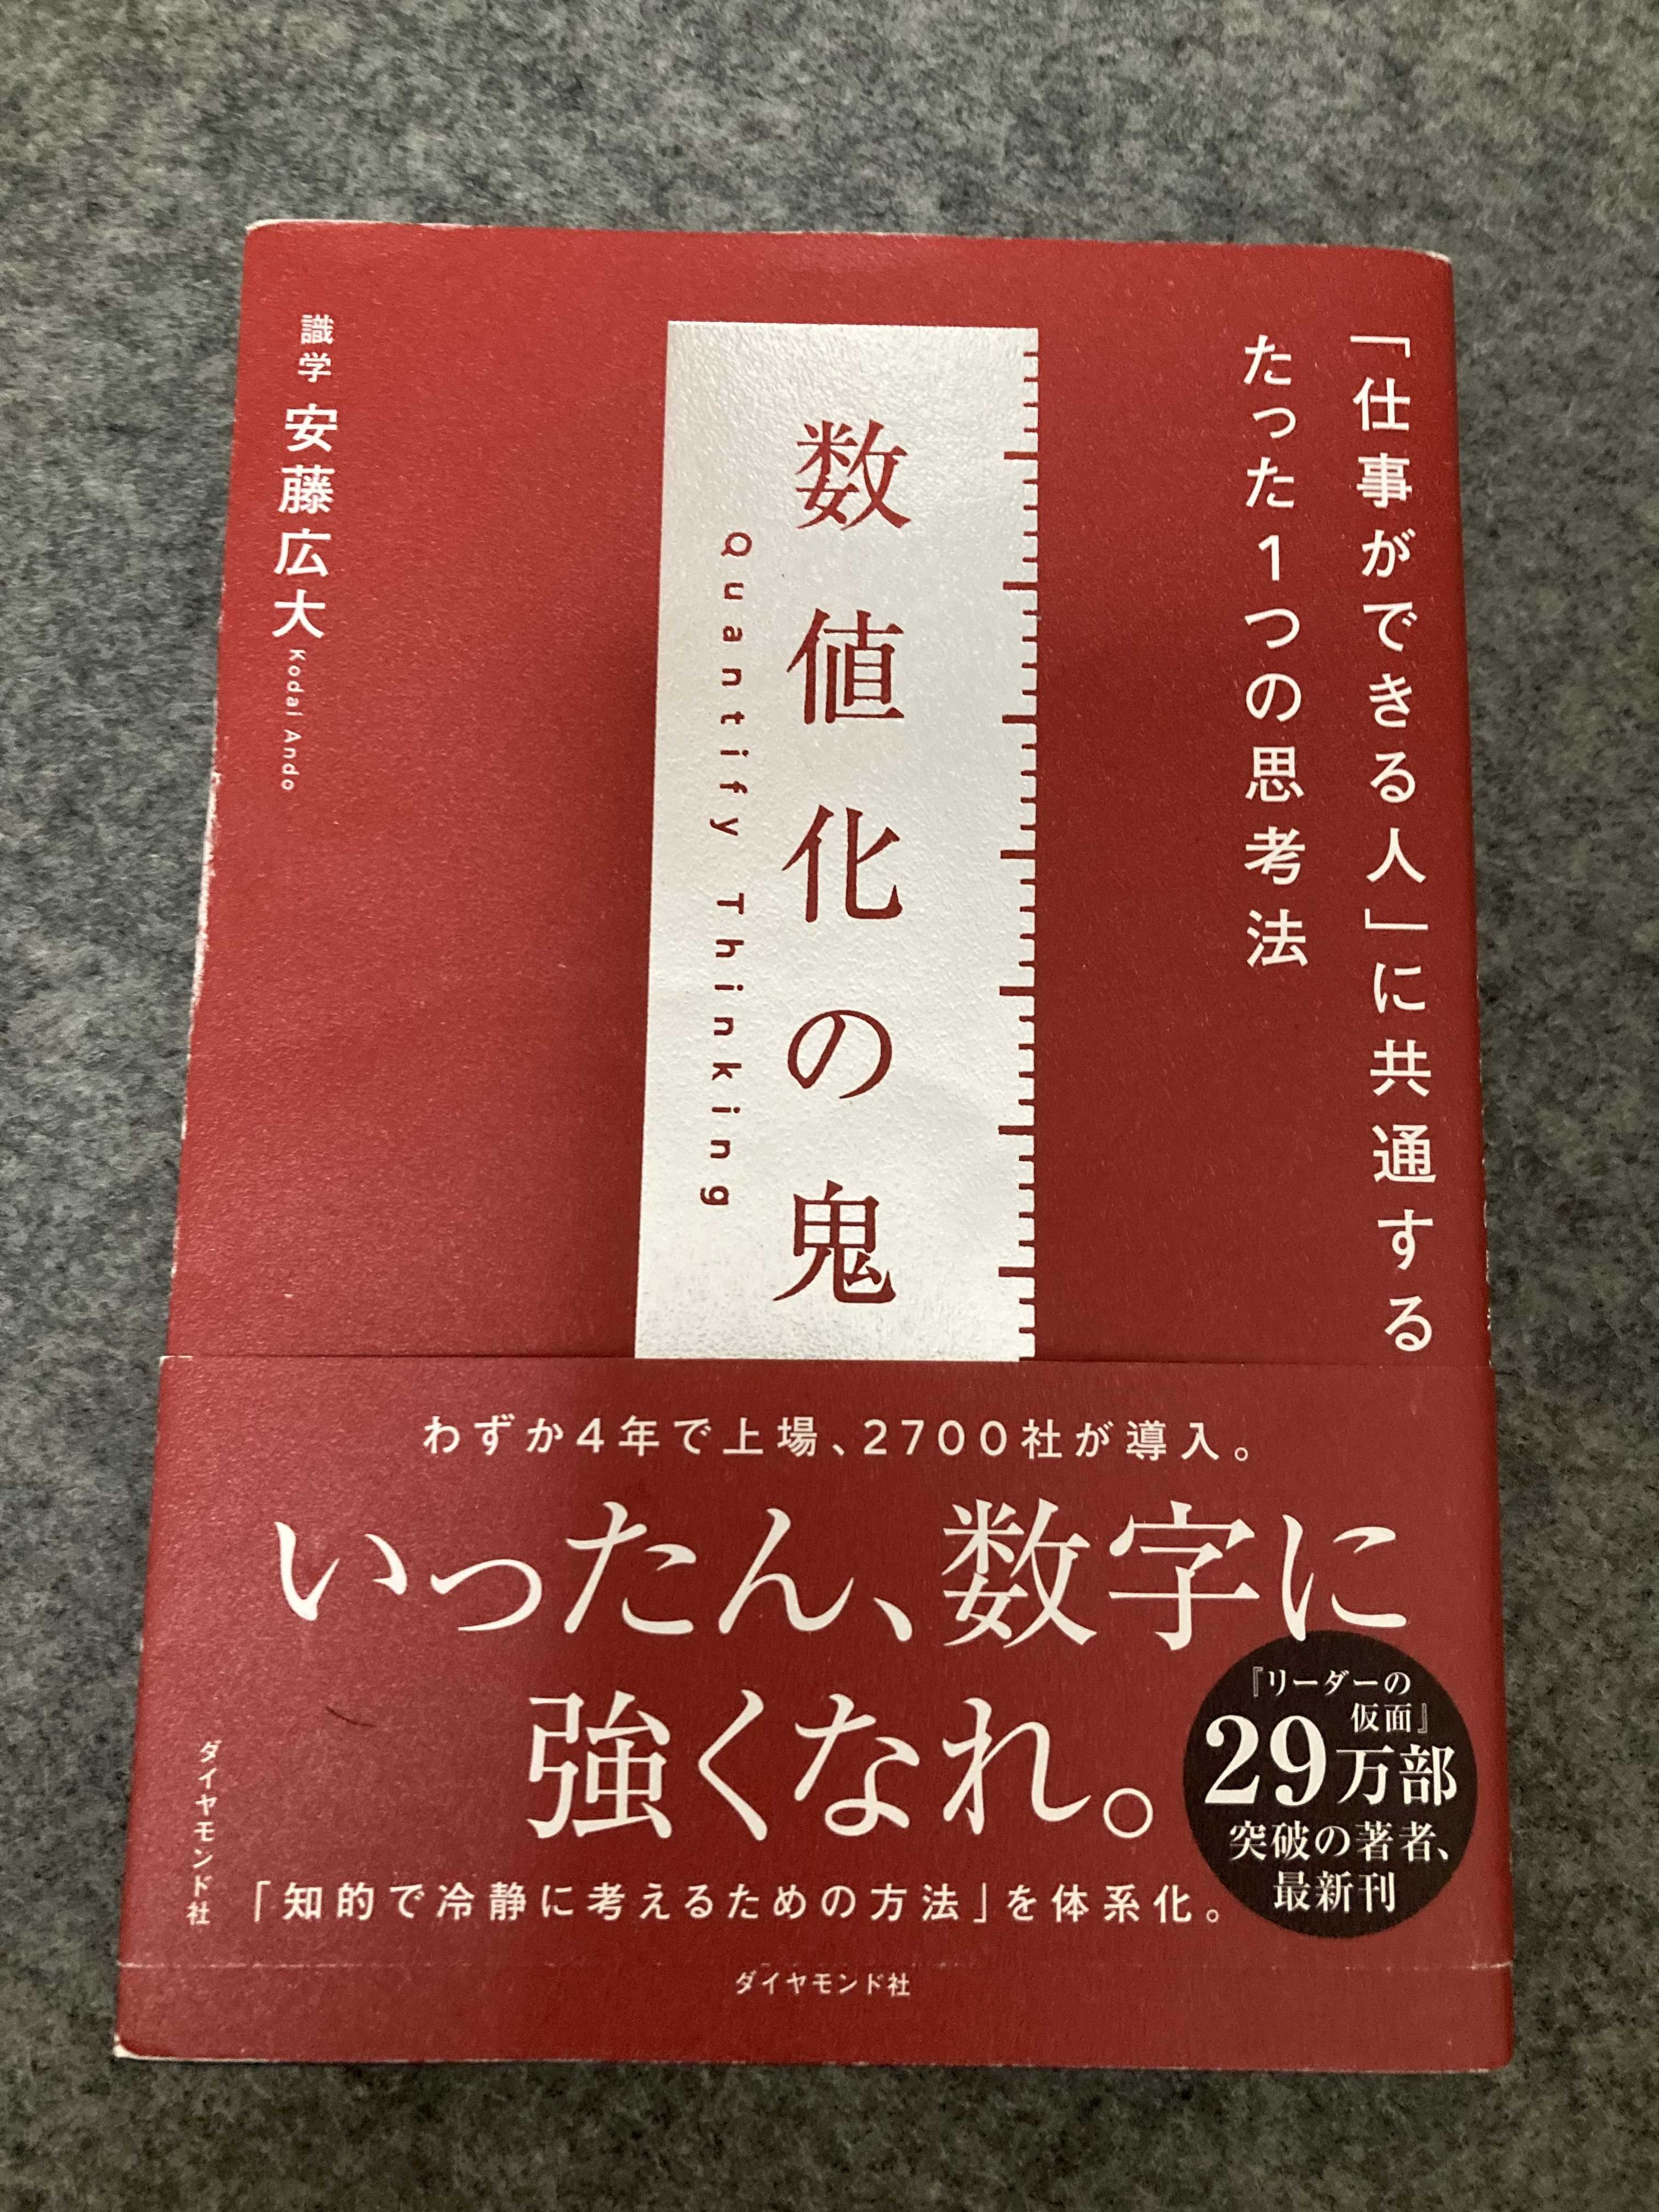 「仕事ができる人」に共通する
たった1つの思考法
数値化の鬼
Quantify Thinking
識学 安藤広大 Kodai Ando
わずか4年で上場、2700社が導入。
いったん、数字に
強くなれ。
『リーダーの
仮面』
29万部
突破の著者、
最新刊
「知的で冷静に考えるための方法」を体系化。
ダイヤモンド社
ダイヤモンド社